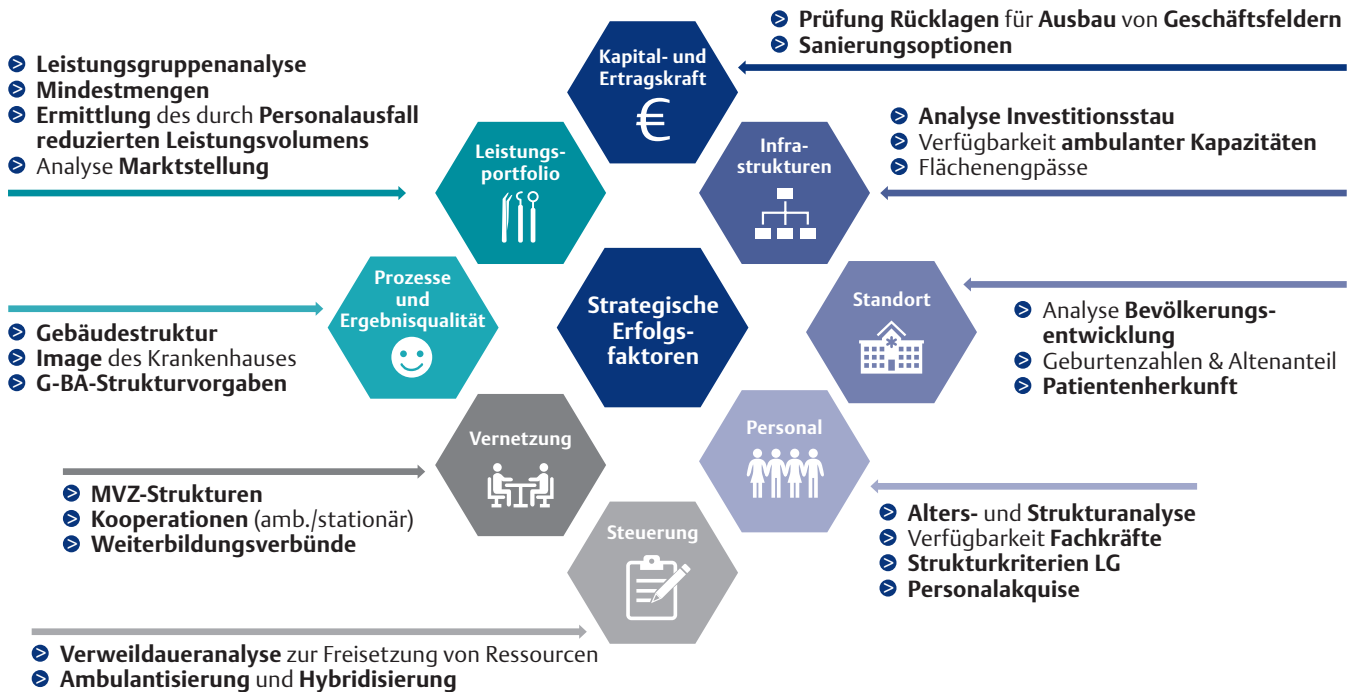 Prüfung Rücklagen für Ausbau von Geschäftsfeldern
Sanierungsoptionen
Kapital- und
Ertragskraft
€
Leistungsgruppenanalyse
Mindestmengen
Ermittlung des durch Personalausfall
reduzierten Leistungsvolumens
Analyse Marktstellung
Leistungs-
portfolio
Infra-
strukturen
Analyse Investitionsstau
Verfügbarkeit ambulanter Kapazitäten
Flächenengpässe
Prozesse
und
Ergebnisqualität
Strategische
Erfolgs-
faktoren
Standort
Gebäudestruktur
Image des Krankenhauses
G-BA-Strukturvorgaben
Analyse Bevölkerungs-
entwicklung
Geburtenzahlen & Altenanteil
Patientenherkunft
Vernetzung
Personal
MVZ-Strukturen
Kooperationen (amb./stationär)
Weiterbildungsverbünde
Alters- und Strukturanalyse
Verfügbarkeit Fachkräfte
Strukturkriterien LG
Personalakquise
Steuerung
Verweildaueranalyse zur Freisetzung von Ressourcen
Ambulantisierung und Hybridisierung